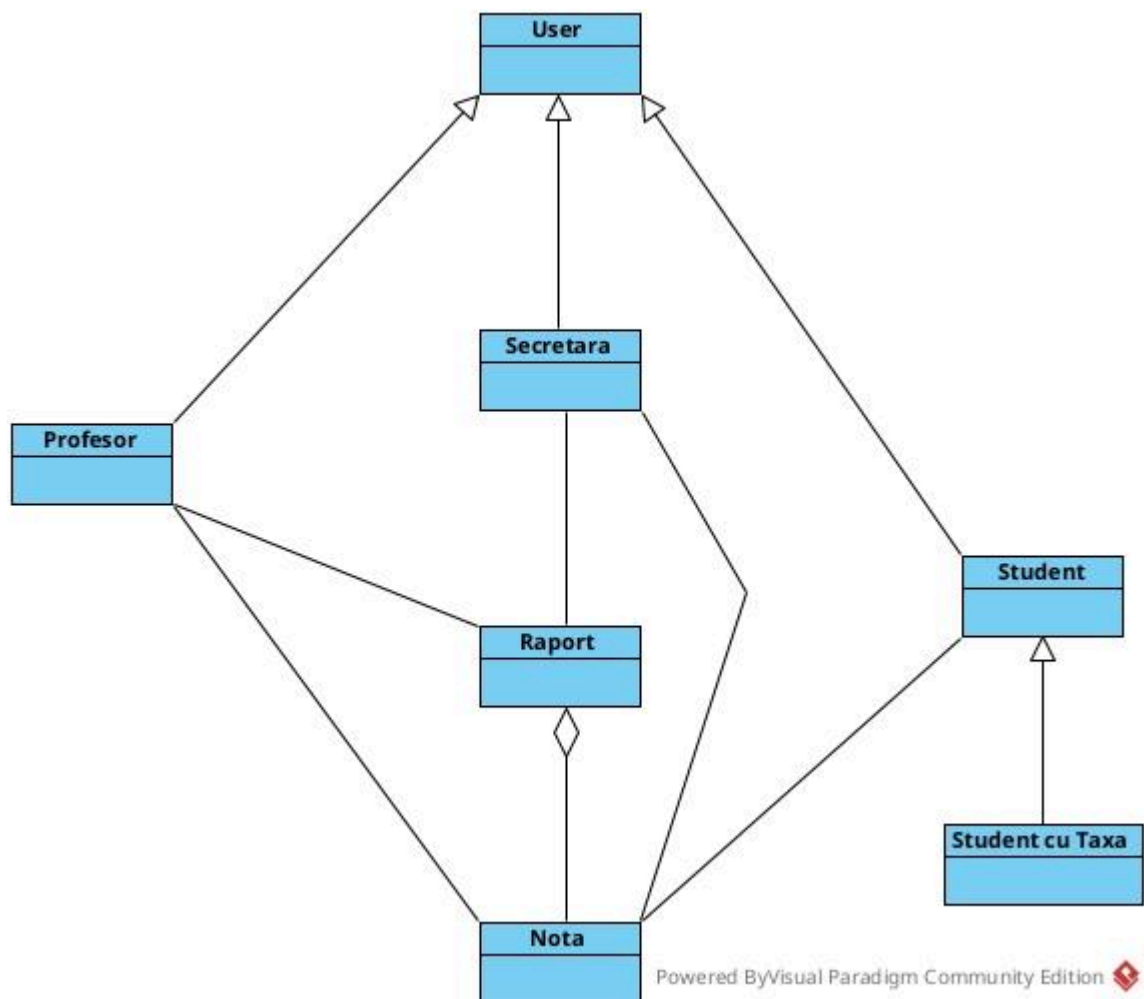 User
Secretara
Profesor
Student
Raport
Student cu Taxa
Nota
Powered ByVisual Paradigm Community Edition